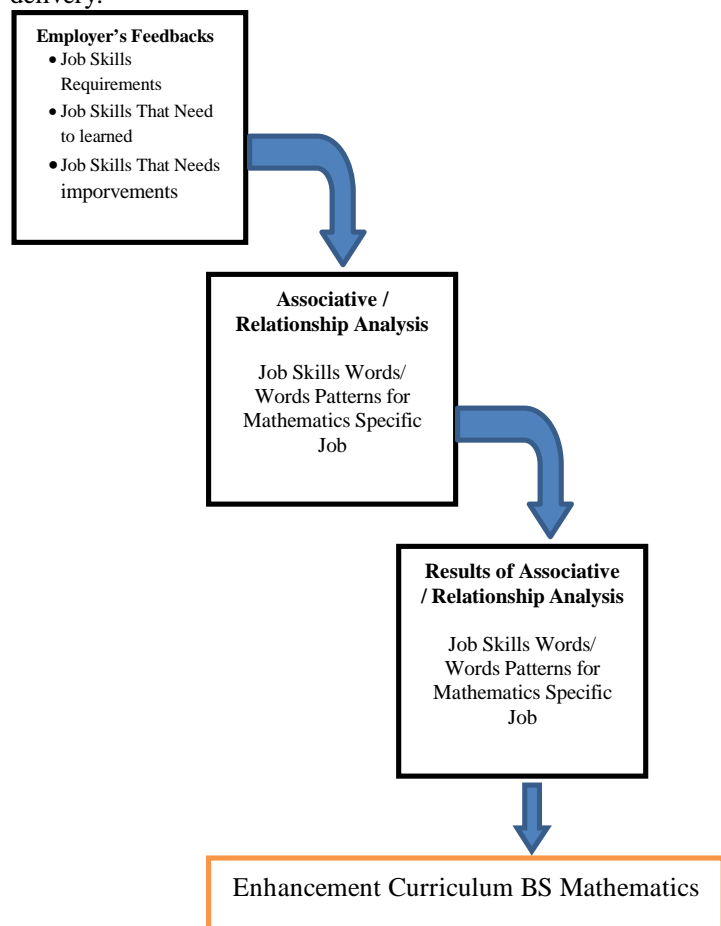 delivery.
Employer's Feedbacks
• Job Skills
Requirements
• Job Skills That Need
to learned
• Job Skills That Needs
imporvements
Associative /
Relationship Analysis
Job Skills Words/
Words Patterns for
Mathematics Specific
Job
Results of Associative
/ Relationship Analysis
Job Skills Words/
Words Patterns for
Mathematics Specific
Job
Enhancement Curriculum BS Mathematics